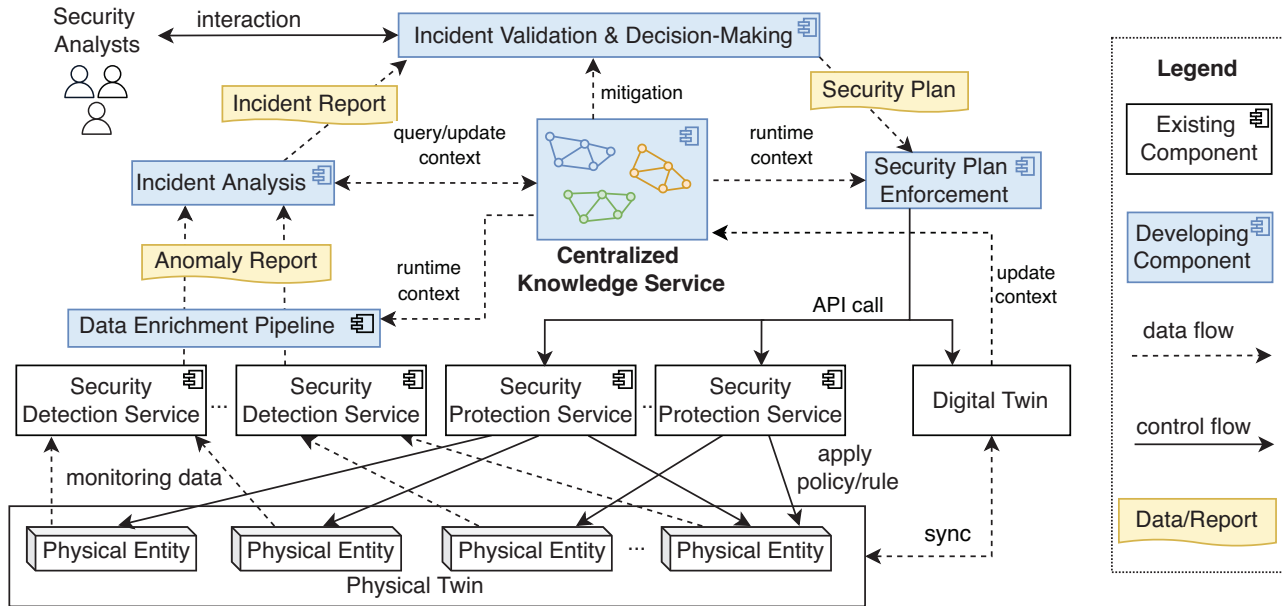 Security
Analysts
interaction
Incident Validation & Decision-Making
Incident Report
mitigation
Security Plan
query/update
context
runtime
context
Incident Analysis
Security Plan
Enforcement
Anomaly Report
runtime
context
Centralized
Knowledge Service
update
context
Data Enrichment Pipeline
API call
Security
Detection Service
...
Security
Detection Service
Security
Protection Service
...
Security
Protection Service
Digital Twin
monitoring data
apply
policy/rule
Physical Entity
Physical Entity
Physical Entity
...
Physical Entity
sync
Physical Twin
Legend
Existing
Component
Developing
Component
data flow
control flow
Data/Report